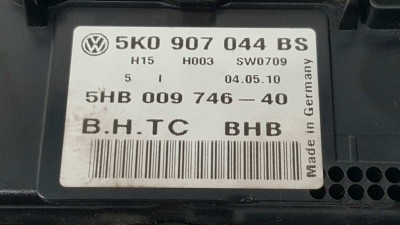 5K0 907 044 BS
H15 H003 SW0709
5 I 04.05.10
5HB 009 746-40
B.H.TC BHB
Made in Germany